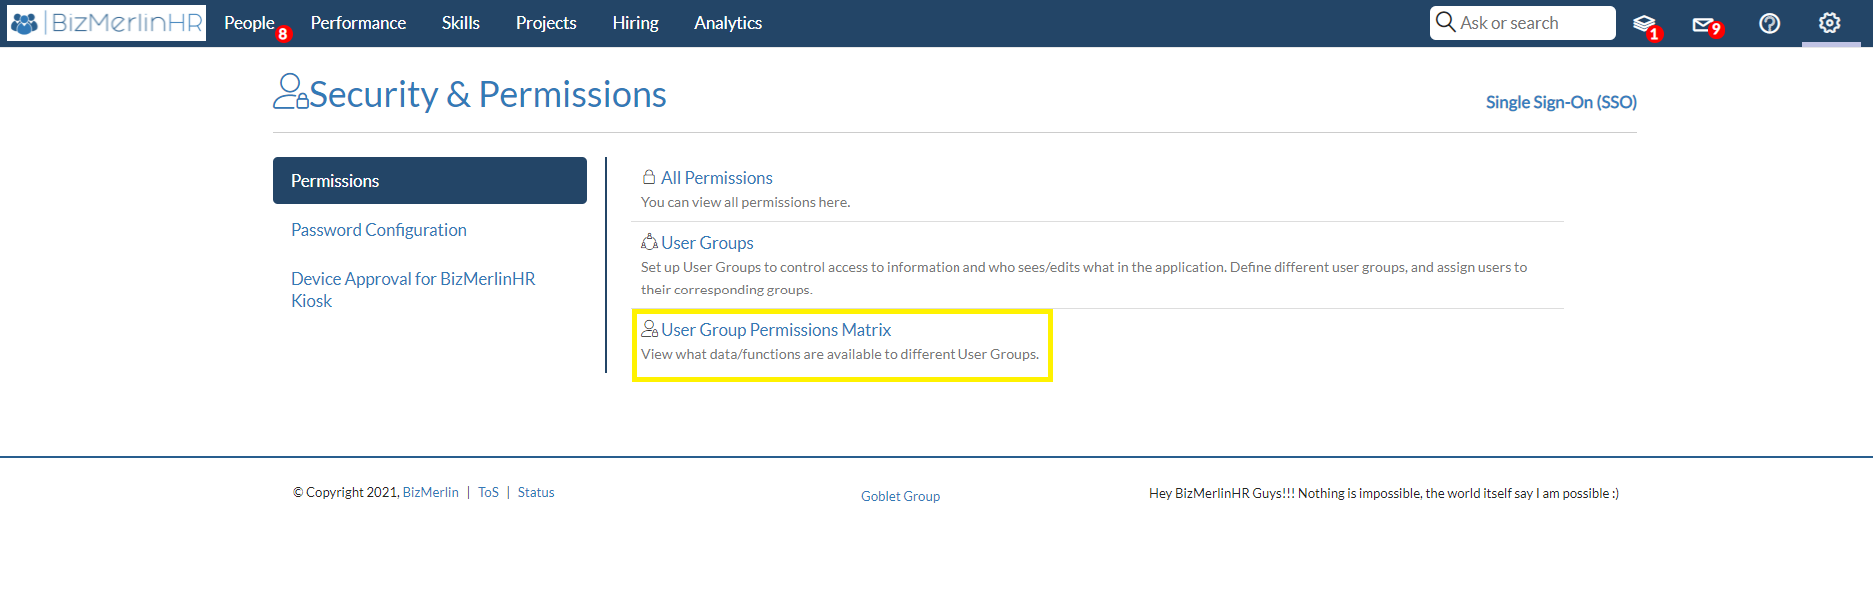 BizMerlinHR People 8 Performance Skills Projects Hiring Analytics Ask or search 1 9
Security & Permissions
Single Sign-On (SSO)
Permissions
Password Configuration
Device Approval for BizMerlinHR
Kiosk
All Permissions
You can view all permissions here.
User Groups
Set up User Groups to control access to information and who sees/edits what in the application. Define different user groups, and assign users to
their corresponding groups.
User Group Permissions Matrix
View what data/functions are available to different User Groups.
© Copyright 2021, BizMerlin | ToS | Status
Goblet Group
Hey BizMerlinHR Guys!!! Nothing is impossible, the world itself say I am possible :)